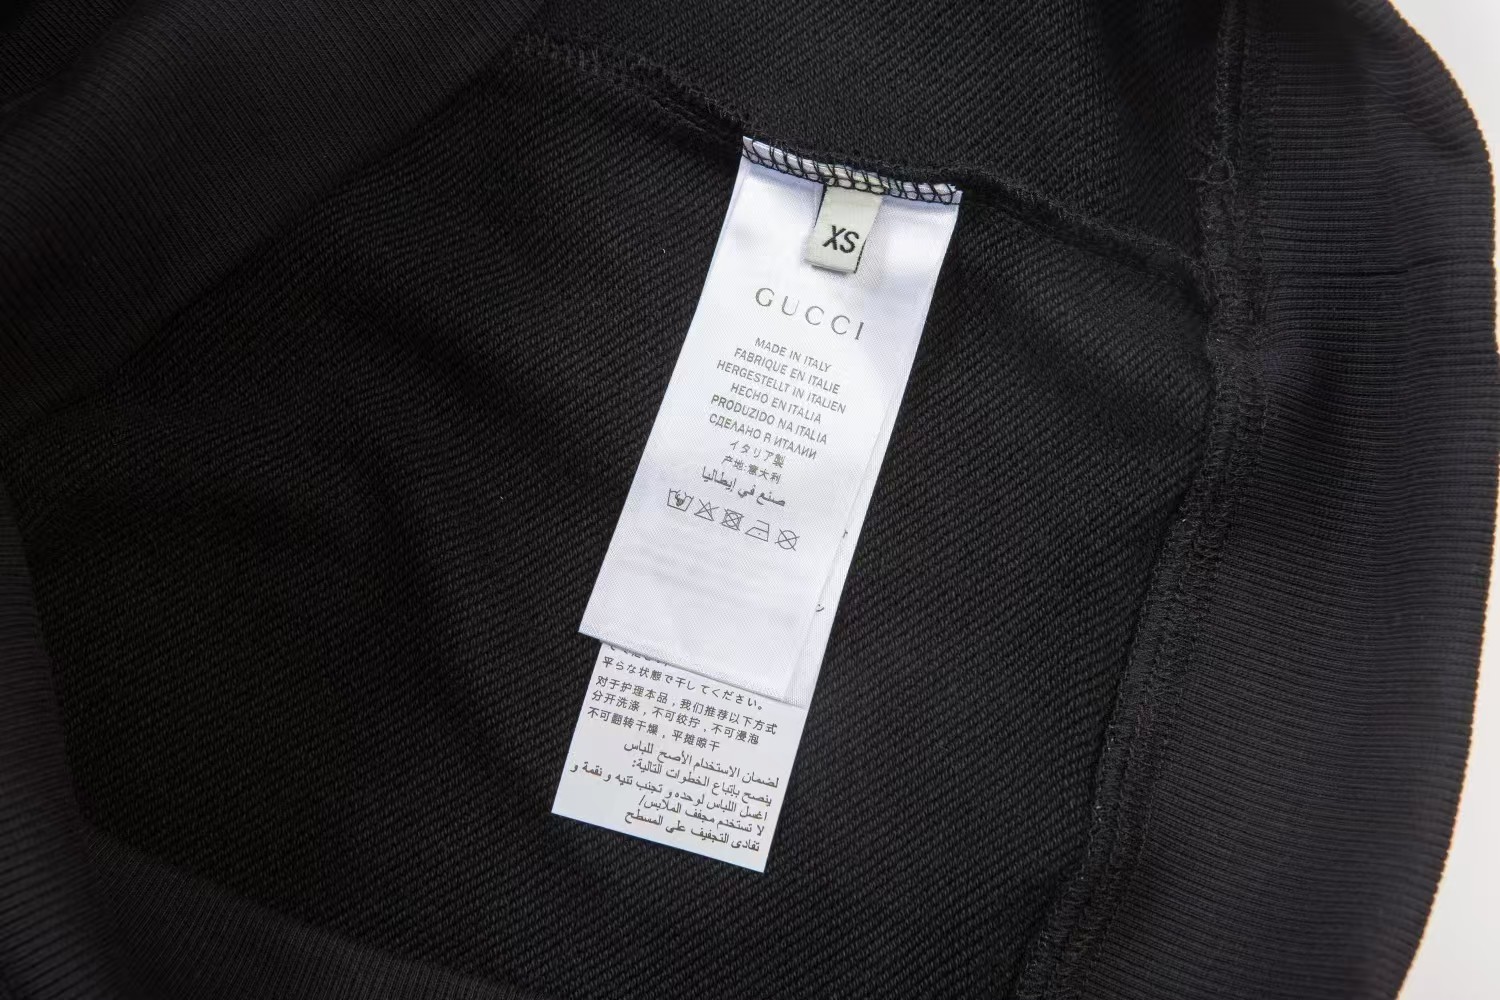 XS
GUCCI
MADE IN ITALY
FABRIQUE EN ITALIE
HERGESTELLT IN ITALIEN
HECHO EN ITALIA
PRODUZIDO NA ITALIA
СДЕЛАНО В ИТАЛИИ
イタリア製
产地:意大利
صنع في إيطاليا
平らな状態で干してください。
对于护理本品，我们推荐以下方式
分开洗涤，不可绞拧，不可浸泡
不可翻转干燥，平摊晾干
لضمان الاستخدام الأصح للباس
ينصح بإتباع الخطوات التالية:
اغسل اللباس لوحده و تجنب تنيه و نقمة و
لا تستخدم مجفف الملابس/
تفادى التجفيف على المسطح